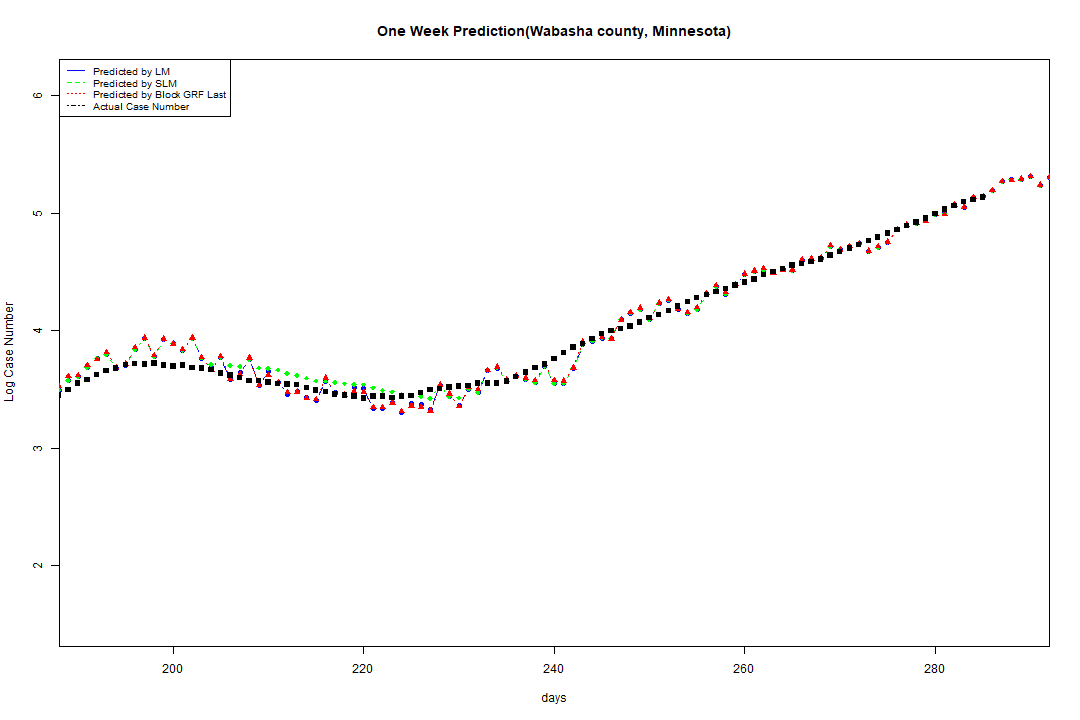 One Week Prediction(Wabasha county, Minnesota)
Predicted by LM
Predicted by SLM
Predicted by Block GRF Last
Actual Case Number
6
5
4
3
2
Log Case Number
200 220 240 260 280
days